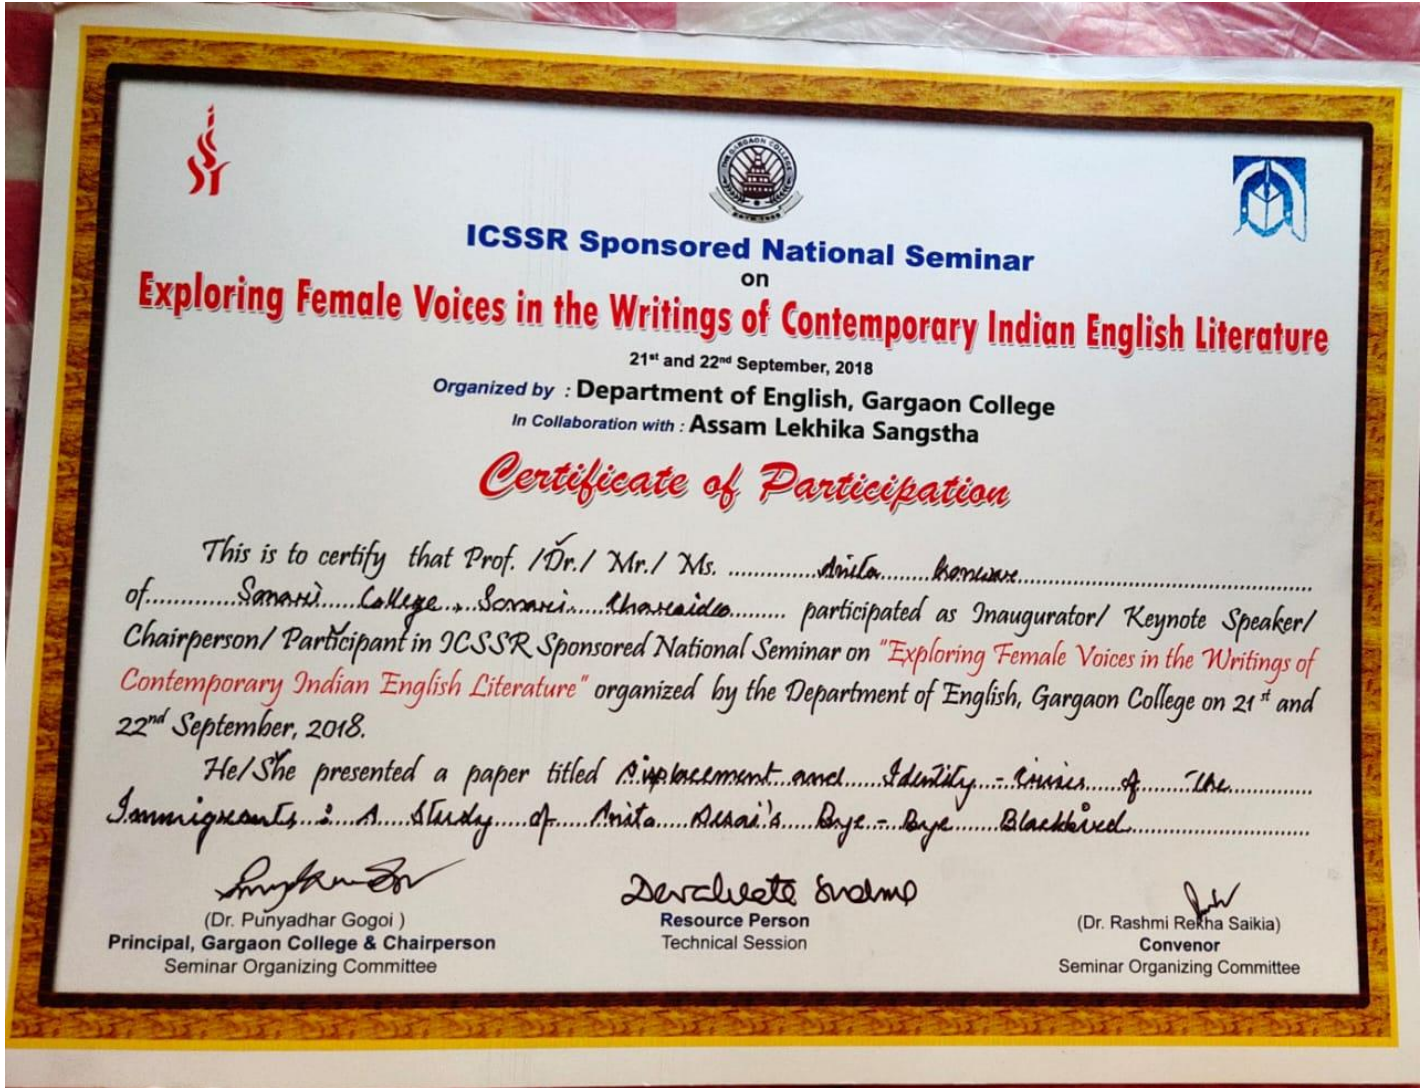 THE GARGAON COLLEGE
ICSSR Sponsored National Seminar
on
Exploring Female Voices in the Writings of Contemporary Indian English Literature
21st and 22nd September, 2018
Organized by : Department of English, Gargaon College
In Collaboration with : Assam Lekhika Sangstha
Certificate of Participation
This is to certify that Prof. /Dr./ Mr./ Ms. Anita Konwar
of Sonari College, Sonari Charaideo participated as Inaugurator/ Keynote Speaker/
Chairperson/ Participant in ICSSR Sponsored National Seminar on "Exploring Female Voices in the Writings of
Contemporary Indian English Literature" organized by the Department of English, Gargaon College on 21st and
22nd September, 2018.
He/She presented a paper titled Displacement and Identity - Crisis of The
Immigrants : A Study of Anita Desai's Bye - Bye Blackbird
(Dr. Punyadhar Gogoi )
Principal, Gargaon College & Chairperson
Seminar Organizing Committee
Resource Person
Technical Session
(Dr. Rashmi Rekha Saikia)
Convenor
Seminar Organizing Committee